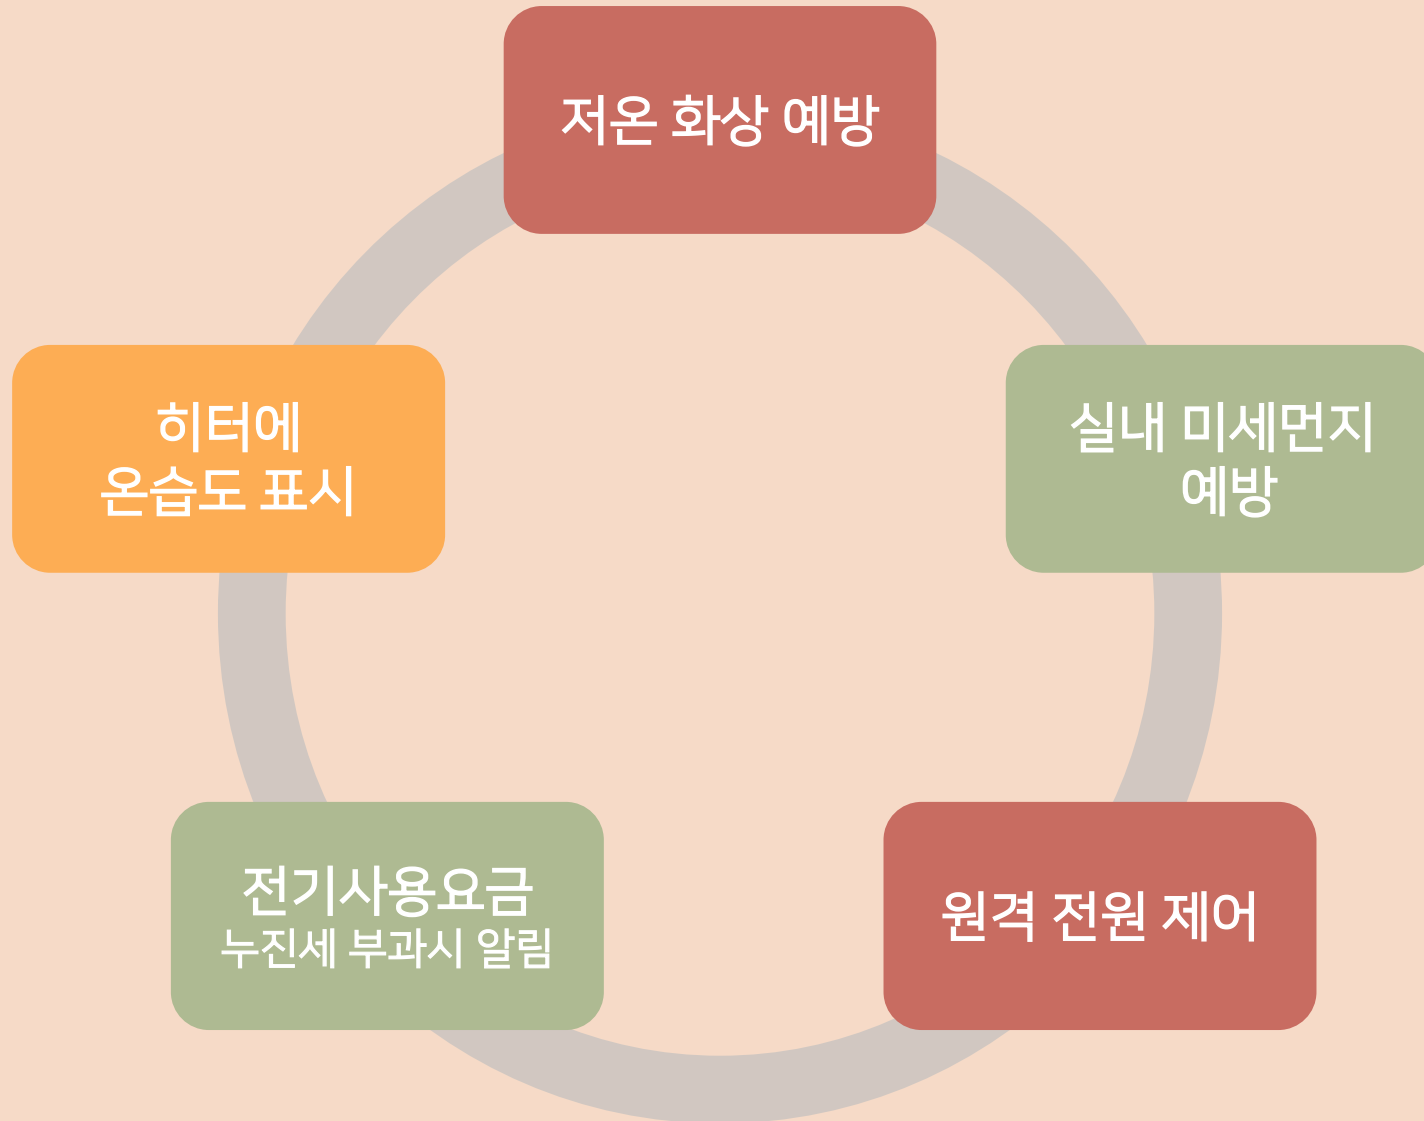 저온 화상 예방
히터에
온습도 표시
실내 미세먼지
예방
전기사용요금
누진세 부과시 알림
원격 전원 제어